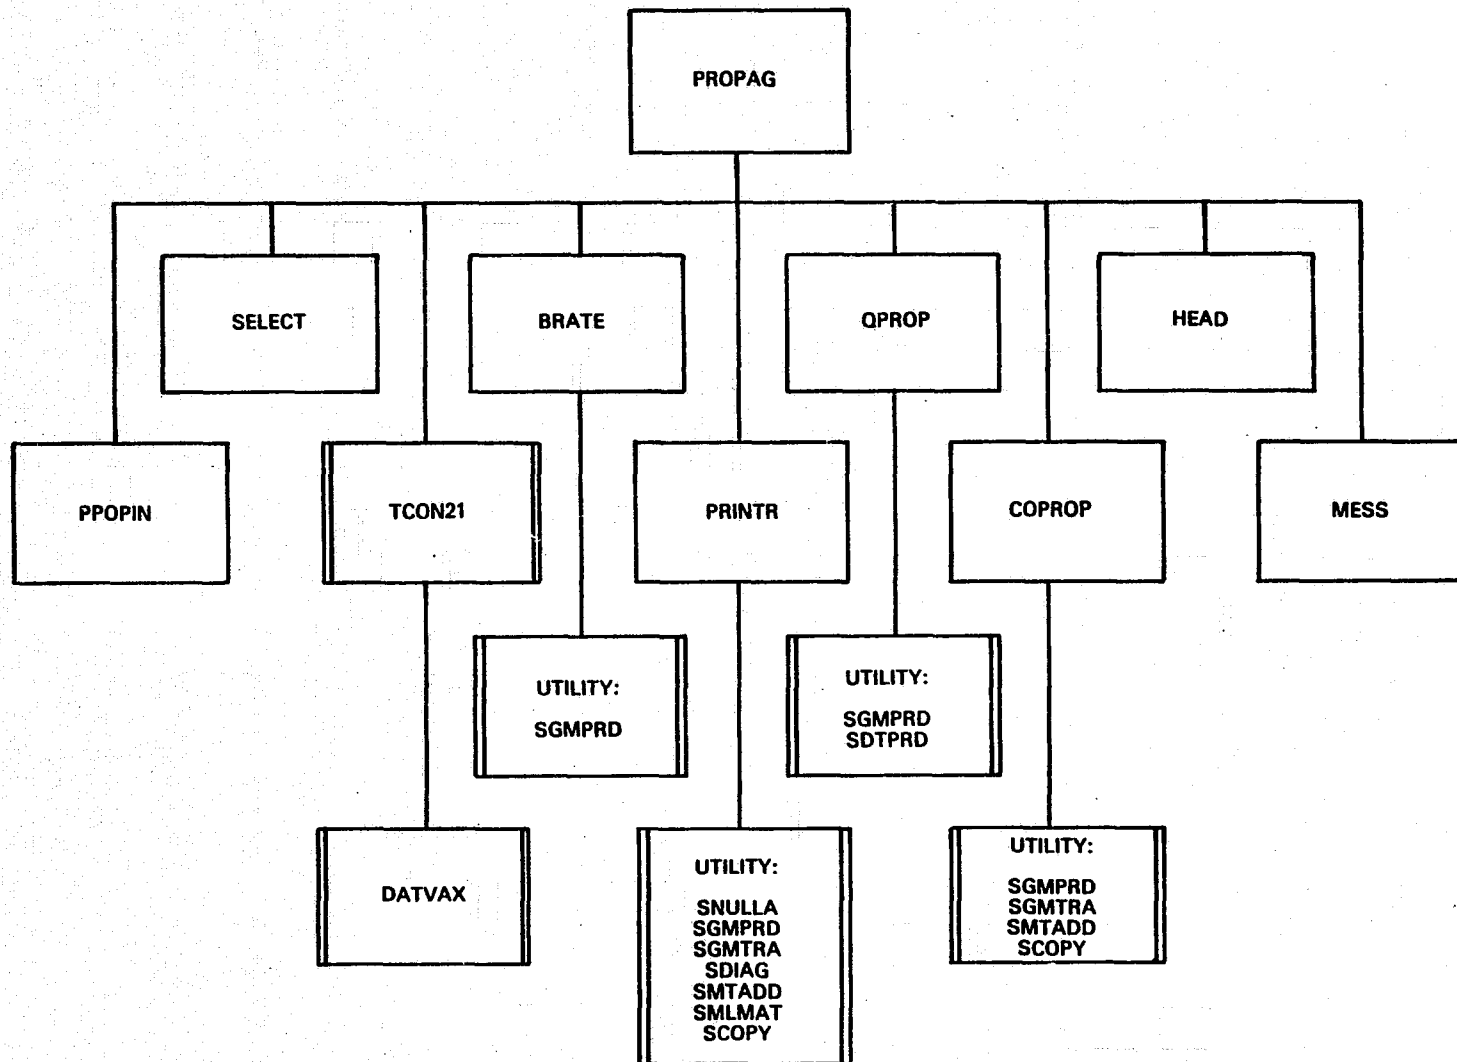 PROPAG
SELECT
BRATE
QPROP
HEAD
PPOPIN
TCON21
PRINTR
COPROP
MESS
UTILITY:
SGMPRD
UTILITY:
SGMPRD
SDTPRD
DATVAX
UTILITY:
SNULLA
SGMPRD
SGMTRA
SDIAG
SMTADD
SMLMAT
SCOPY
UTILITY:
SGMPRD
SGMTRA
SMTADD
SCOPY